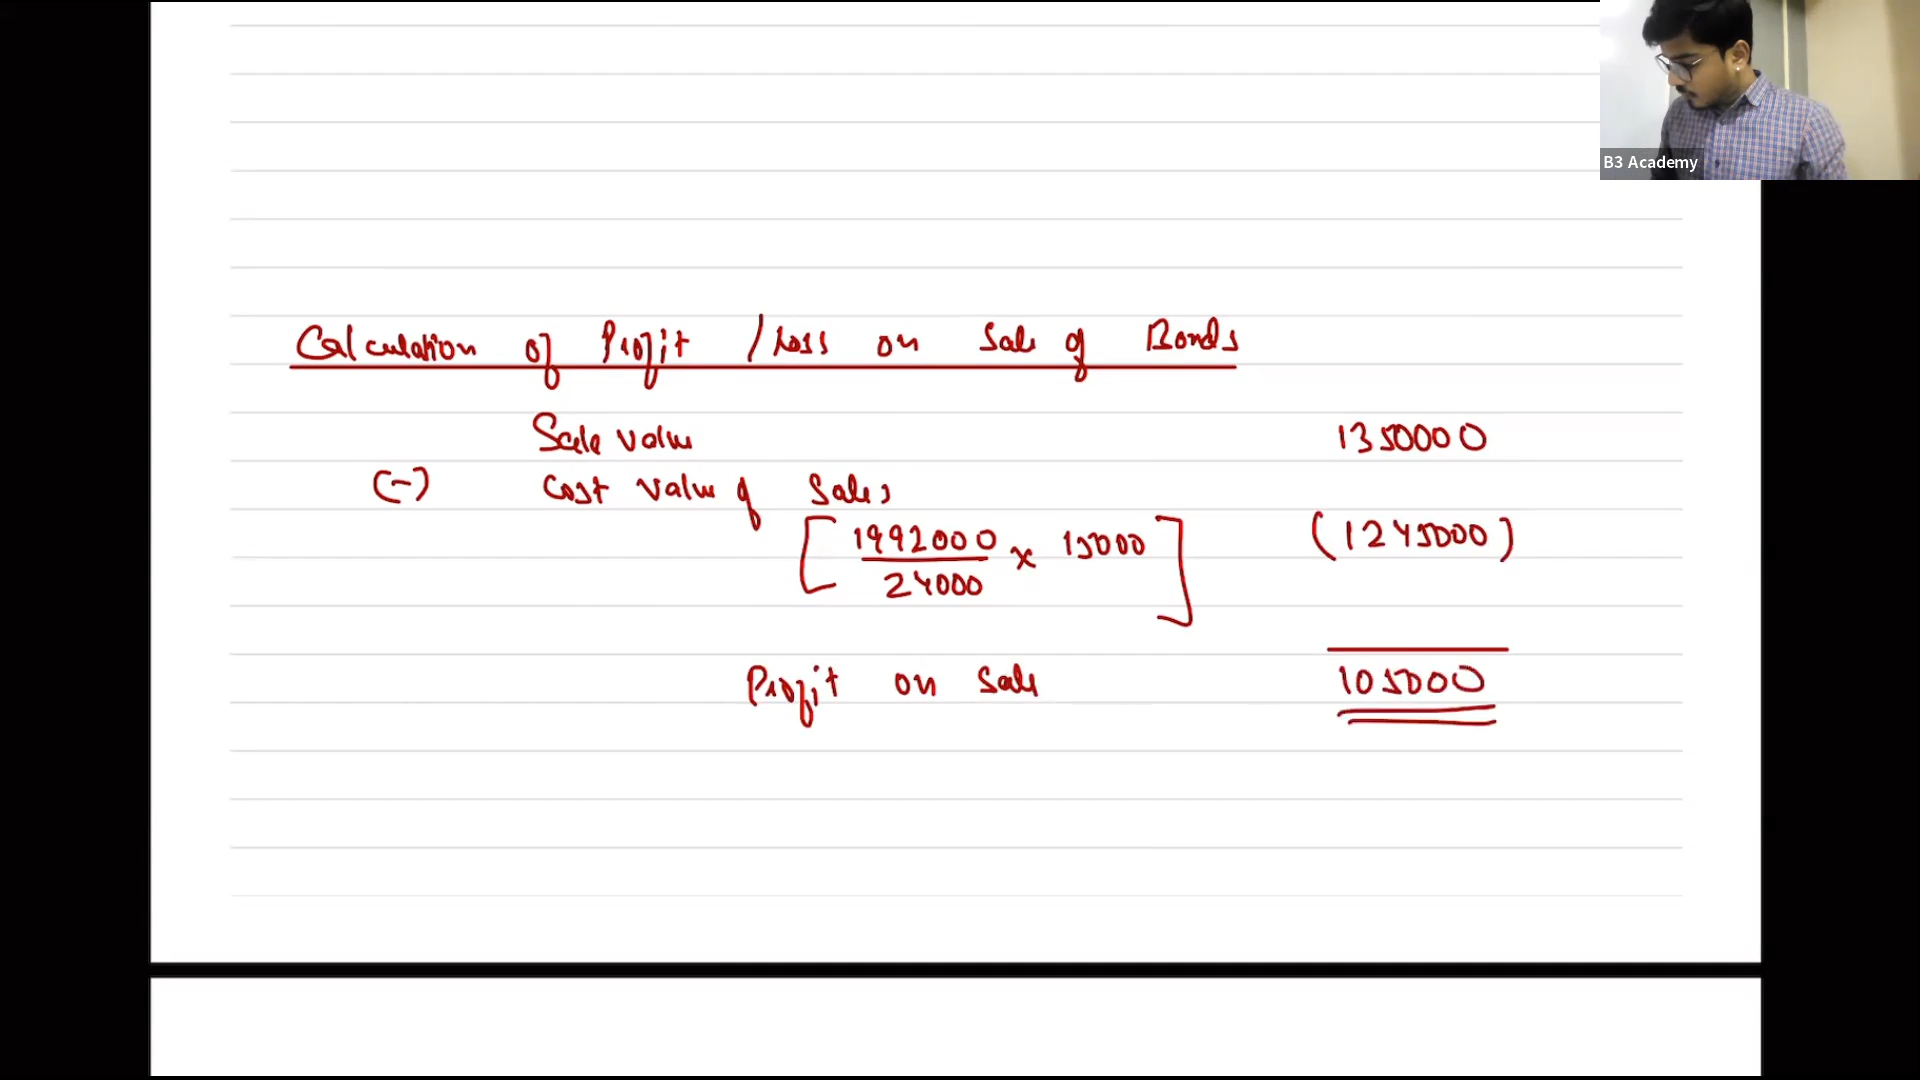 B3 Academy
Calculation of Profit / Loss on Sale of Bonds
Sale value 1350000
(-) Cost value of Sales
[ 1992000 / 24000 x 15000 ] (1245000)
Profit on Sale 105000